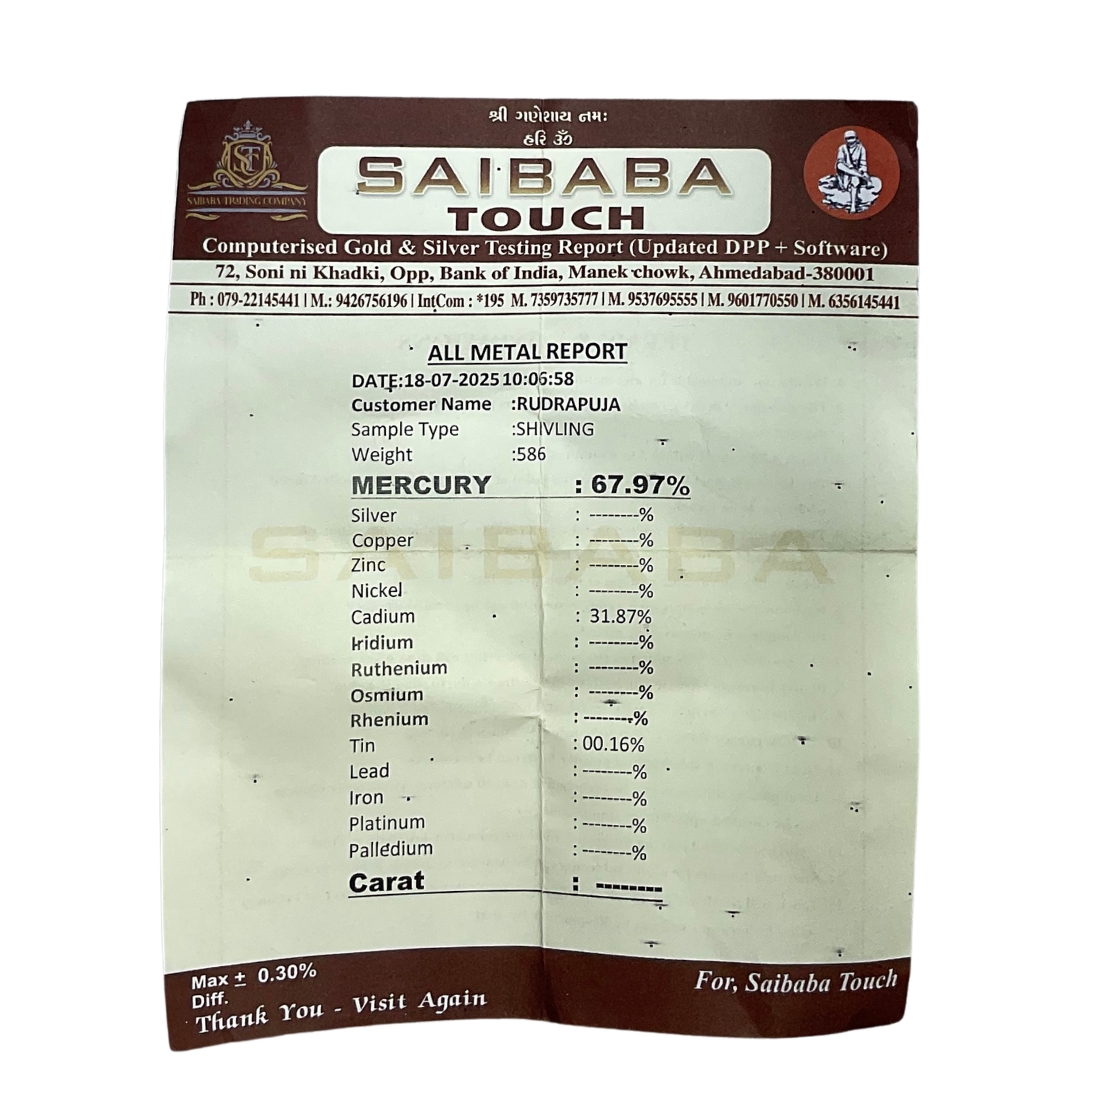 શ્રી ગણેશાય નમઃ
હરિ ૐ
SAIBABA TRADING COMPANY
SAIBABA
TOUCH
Computerised Gold & Silver Testing Report (Updated DPP + Software)
72, Soni ni Khadki, Opp, Bank of India, Manek chowk, Ahmedabad-380001
Ph : 079-22145441 | M.: 9426756196 | IntCom : *195 M. 7359735777 | M. 9537695555 | M. 9601770550 | M. 6356145441
ALL METAL REPORT
DATE:18-07-2025 10:06:58
Customer Name :RUDRAPUJA
Sample Type :SHIVLING
Weight :586
MERCURY : 67.97%
Silver : --------%
Copper : --------%
SAIBABA
Zinc : --------%
Nickel : --------%
Cadium : 31.87%
Iridium : --------%
Ruthenium : --------%
Osmium : --------%
Rhenium : --------%
Tin : 00.16%
Lead : --------%
Iron : --------%
Platinum : --------%
Palledium : --------%
Carat : --------
Max ± 0.30%
Diff.
For, Saibaba Touch
Thank You - Visit Again